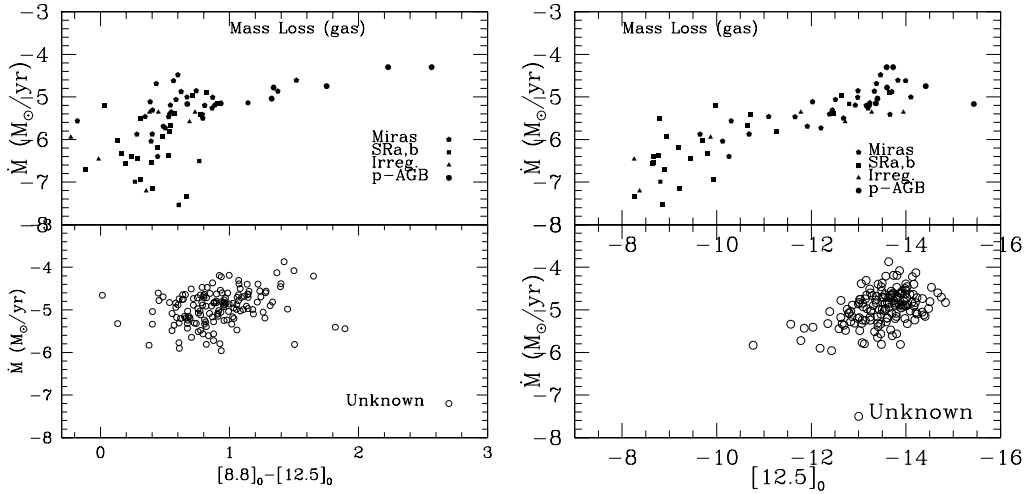 Mass Loss (gas)
−3
−4
−5
−6
−7
−8
Ṁ (M⊙/yr)
Miras
SRa,b
Irreg.
p−AGB
−4
−5
−6
−7
−8
Ṁ (M⊙/yr)
Unknown
0 1 2 3
[8.8]₀−[12.5]₀
Mass Loss (gas)
−3
−4
−5
−6
−7
−8
Ṁ (M⊙/yr)
Miras
SRa,b
Irreg.
p−AGB
−8 −10 −12 −14 −16
−4
−5
−6
−7
−8
Ṁ (M⊙/yr)
Unknown
−8 −10 −12 −14 −16
[12.5]₀